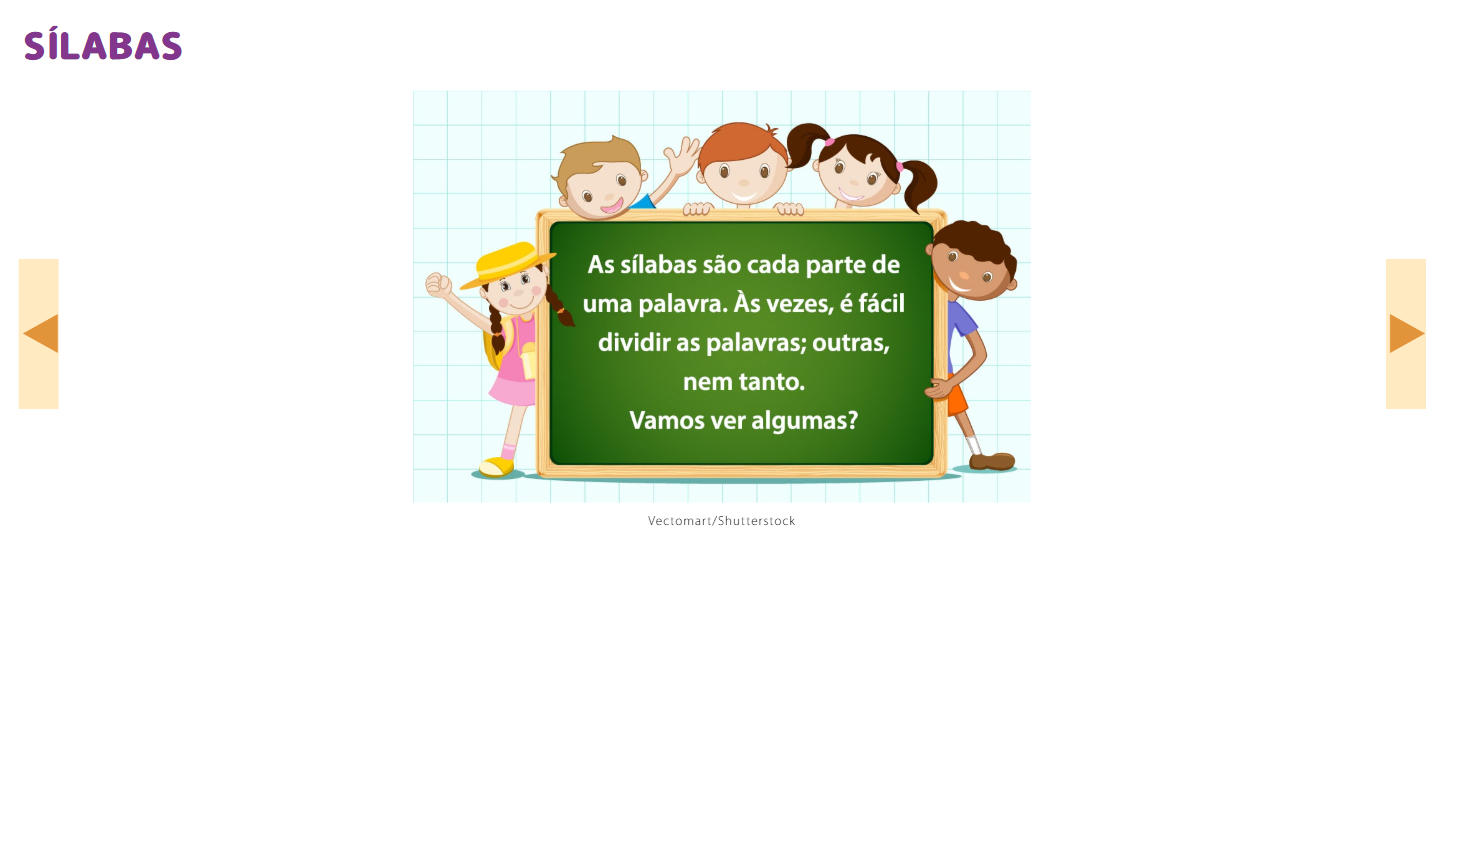 SÍLABAS
As sílabas são cada parte de
uma palavra. Às vezes, é fácil
dividir as palavras; outras,
nem tanto.
Vamos ver algumas?
Vectomart/Shutterstock